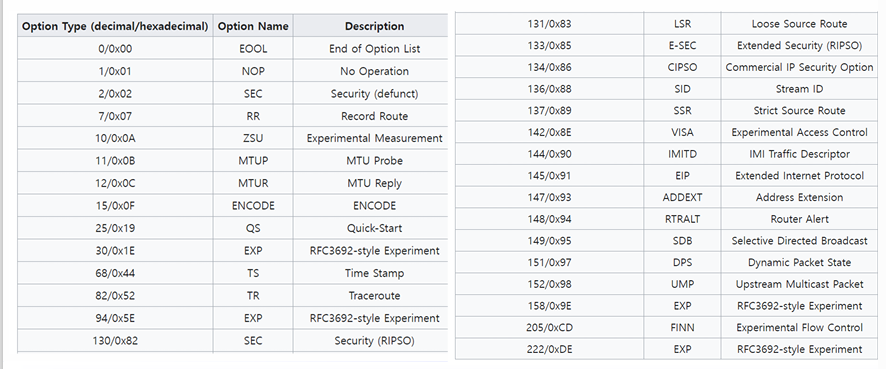 Option Type (decimal/hexadecimal) Option Name Description
0/0x00 EOOL End of Option List
1/0x01 NOP No Operation
2/0x02 SEC Security (defunct)
7/0x07 RR Record Route
10/0x0A ZSU Experimental Measurement
11/0x0B MTUP MTU Probe
12/0x0C MTUR MTU Reply
15/0x0F ENCODE ENCODE
25/0x19 QS Quick-Start
30/0x1E EXP RFC3692-style Experiment
68/0x44 TS Time Stamp
82/0x52 TR Traceroute
94/0x5E EXP RFC3692-style Experiment
130/0x82 SEC Security (RIPSO)
131/0x83 LSR Loose Source Route
133/0x85 E-SEC Extended Security (RIPSO)
134/0x86 CIPSO Commercial IP Security Option
136/0x88 SID Stream ID
137/0x89 SSR Strict Source Route
142/0x8E VISA Experimental Access Control
144/0x90 IMITD IMI Traffic Descriptor
145/0x91 EIP Extended Internet Protocol
147/0x93 ADDEXT Address Extension
148/0x94 RTRALT Router Alert
149/0x95 SDB Selective Directed Broadcast
151/0x97 DPS Dynamic Packet State
152/0x98 UMP Upstream Multicast Packet
158/0x9E EXP RFC3692-style Experiment
205/0xCD FINN Experimental Flow Control
222/0xDE EXP RFC3692-style Experiment